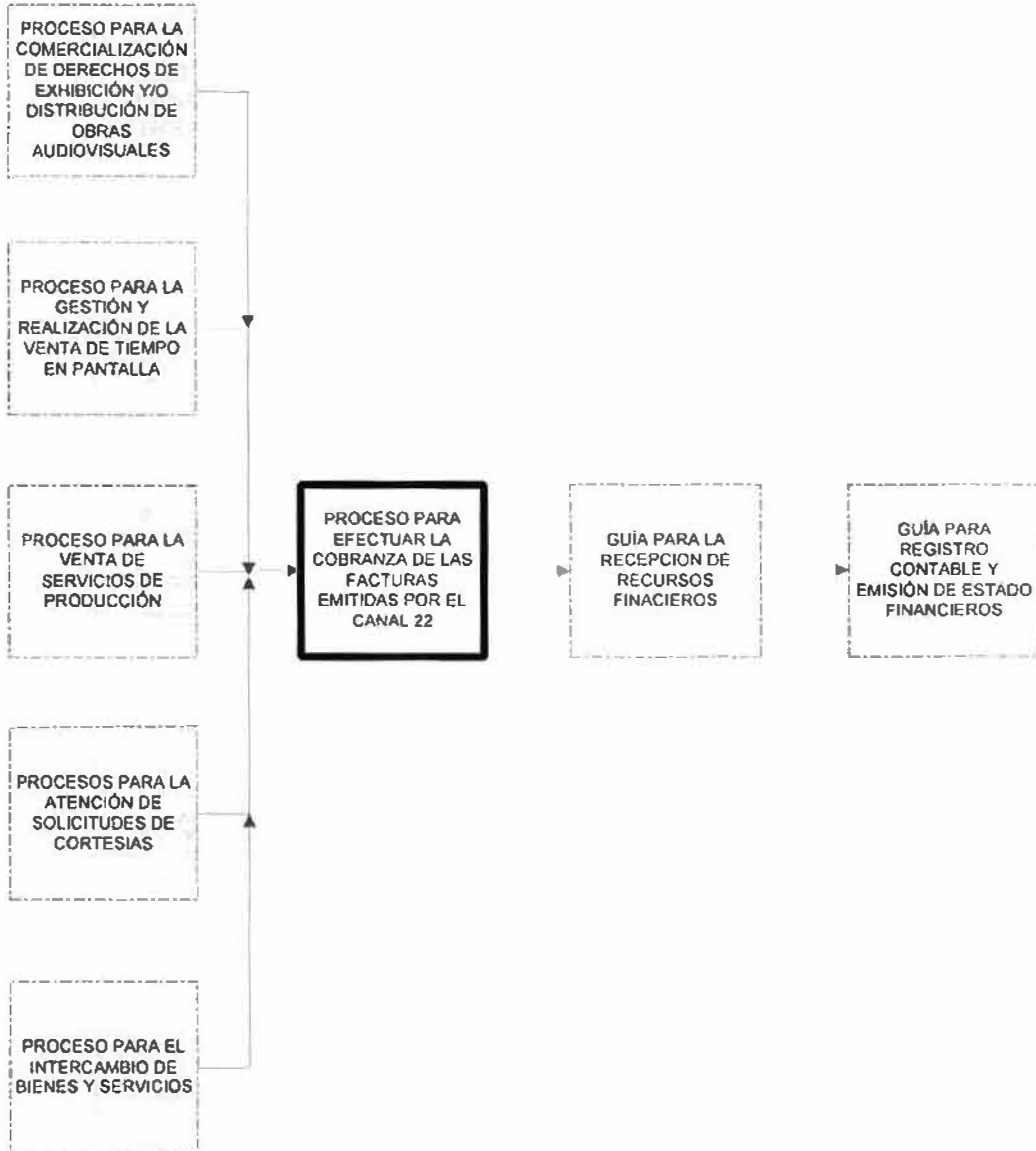 PROCESO PARA LA
COMERCIALIZACIÓN
DE DERECHOS DE
EXHIBICIÓN Y/O
DISTRIBUCIÓN DE
OBRAS
AUDIOVISUALES
PROCESO PARA LA
GESTIÓN Y
REALIZACIÓN DE LA
VENTA DE TIEMPO
EN PANTALLA
PROCESO PARA LA
VENTA DE
SERVICIOS DE
PRODUCCIÓN
PROCESO PARA
EFECTUAR LA
COBRANZA DE LAS
FACTURAS
EMITIDAS POR EL
CANAL 22
GUÍA PARA LA
RECEPCION DE
RECURSOS
FINACIEROS
GUÍA PARA
REGISTRO
CONTABLE Y
EMISIÓN DE ESTADO
FINANCIEROS
PROCESOS PARA LA
ATENCIÓN DE
SOLICITUDES DE
CORTESIAS
PROCESO PARA EL
INTERCAMBIO DE
BIENES Y SERVICIOS